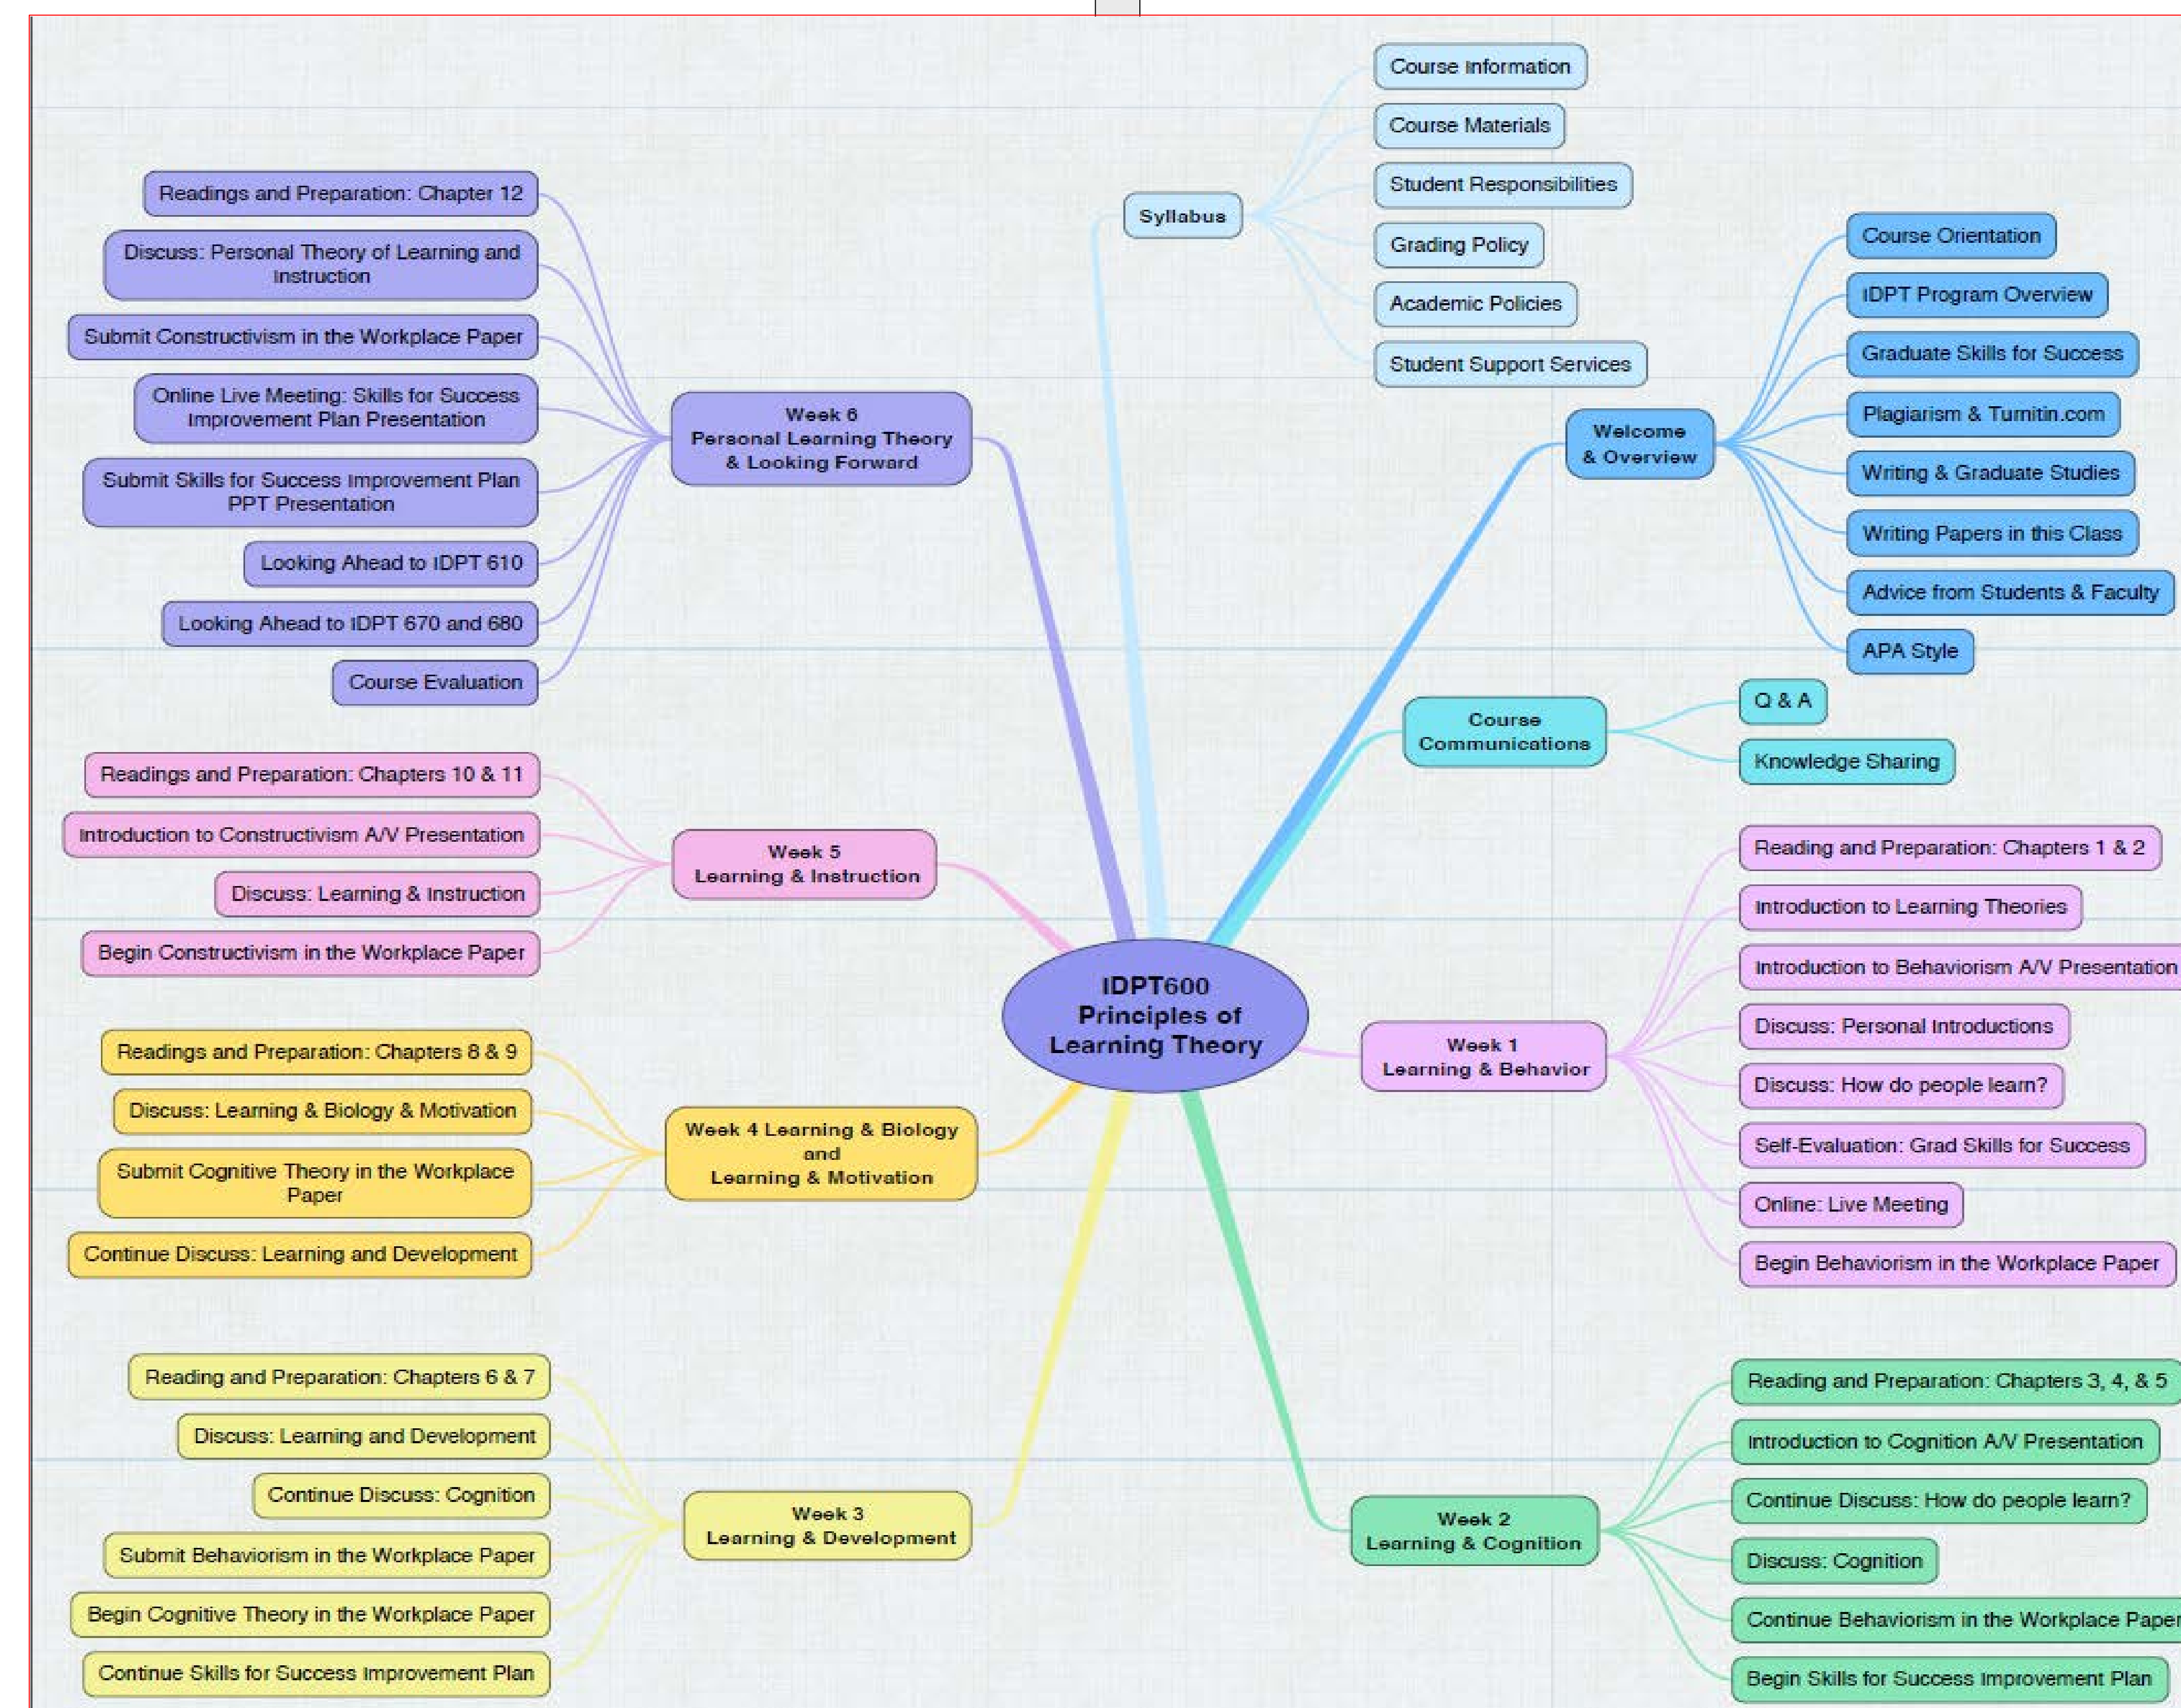 IDPT600
Principles of
Learning Theory
Syllabus
Course Information
Course Materials
Student Responsibilities
Grading Policy
Academic Policies
Student Support Services
Welcome
& Overview
Course Orientation
IDPT Program Overview
Graduate Skills for Success
Plagiarism & Turnitin.com
Writing & Graduate Studies
Writing Papers in this Class
Advice from Students & Faculty
APA Style
Course
Communications
Q & A
Knowledge Sharing
Week 1
Learning & Behavior
Reading and Preparation: Chapters 1 & 2
Introduction to Learning Theories
Introduction to Behaviorism A/V Presentation
Discuss: Personal Introductions
Discuss: How do people learn?
Self-Evaluation: Grad Skills for Success
Online: Live Meeting
Begin Behaviorism in the Workplace Paper
Week 2
Learning & Cognition
Reading and Preparation: Chapters 3, 4, & 5
Introduction to Cognition A/V Presentation
Continue Discuss: How do people learn?
Discuss: Cognition
Continue Behaviorism in the Workplace Paper
Begin Skills for Success Improvement Plan
Week 3
Learning & Development
Reading and Preparation: Chapters 6 & 7
Discuss: Learning and Development
Continue Discuss: Cognition
Submit Behaviorism in the Workplace Paper
Begin Cognitive Theory in the Workplace Paper
Continue Skills for Success Improvement Plan
Week 4 Learning & Biology
and
Learning & Motivation
Readings and Preparation: Chapters 8 & 9
Discuss: Learning & Biology & Motivation
Submit Cognitive Theory in the Workplace
Paper
Continue Discuss: Learning and Development
Week 5
Learning & Instruction
Readings and Preparation: Chapters 10 & 11
Introduction to Constructivism A/V Presentation
Discuss: Learning & Instruction
Begin Constructivism in the Workplace Paper
Week 6
Personal Learning Theory
& Looking Forward
Readings and Preparation: Chapter 12
Discuss: Personal Theory of Learning and
Instruction
Submit Constructivism in the Workplace Paper
Online Live Meeting: Skills for Success
Improvement Plan Presentation
Submit Skills for Success Improvement Plan
PPT Presentation
Looking Ahead to IDPT 610
Looking Ahead to IDPT 670 and 680
Course Evaluation